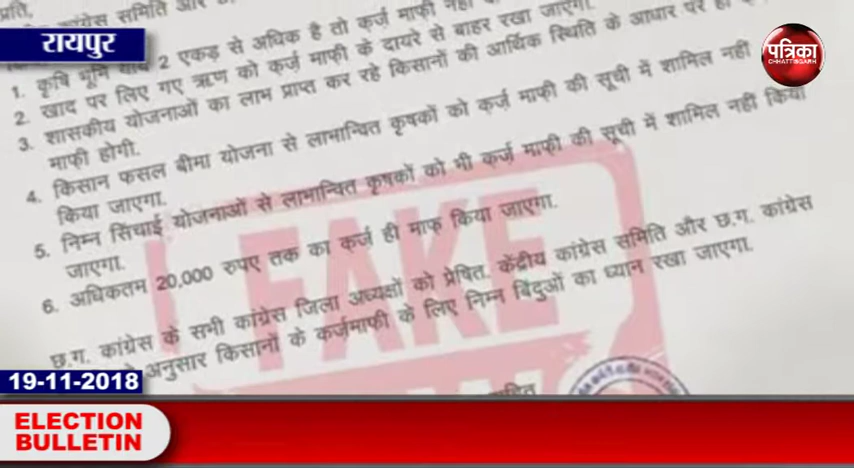 प्रति,
कांग्रेस समिति और
रायपुर
पत्रिका
CHHATTISGARH
1. कृषि भूमि यदि 2 एकड़ से अधिक है तो कर्ज़ माफी नहीं
2. खाद पर लिए गए ऋण को कर्ज़ माफी के दायरे से बाहर रखा जाएगा.
3. शासकीय योजनाओं का लाभ प्राप्त कर रहे किसानों की आर्थिक स्थिति के आधार पर ही
माफी होगी.
4. किसान फसल बीमा योजना से लाभान्वित कृषकों को कर्ज़ माफी की सूची में शामिल नहीं
किया जाएगा.
5. निम्न सिचाई योजनाओं से लाभान्वित कृषकों को भी कर्ज़ माफी की सूची में शामिल नहीं किया
जाएगा.
6. अधिकतम 20,000 रुपए तक का कर्ज़ ही माफ़ किया जाएगा.
छ.ग. कांग्रेस के सभी कांग्रेस जिला अध्यक्षों को प्रेषित. केंद्रीय कांग्रेस समिति और छ.ग. कांग्रेस
अनुसार किसानों के कर्जमाफी के लिए निम्न बिंदुओं का ध्यान रखा जाएगा.
FAKE
19-11-2018
ELECTION
BULLETIN